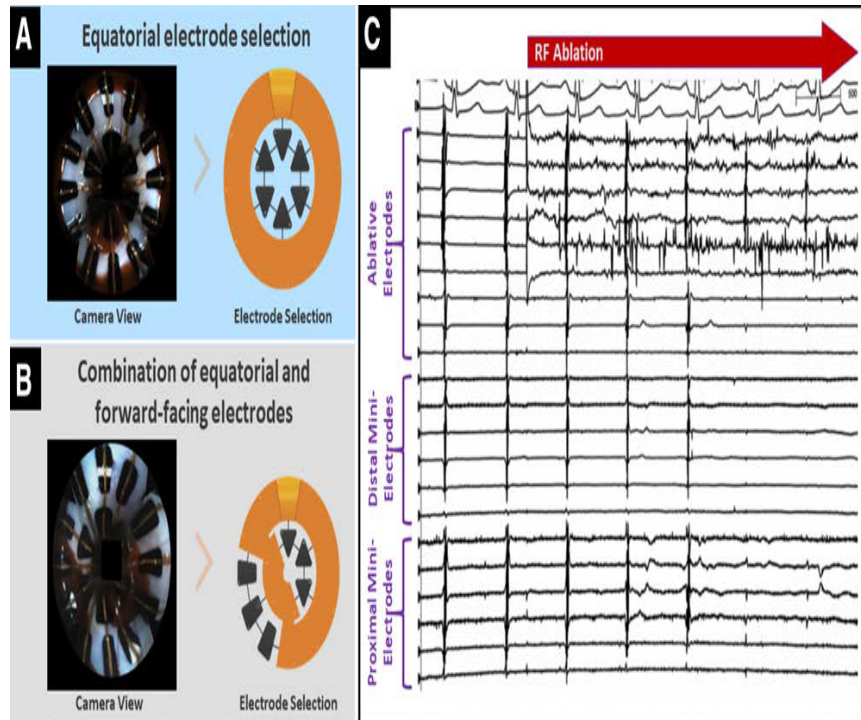 A
Equatorial electrode selection
Camera View
Electrode Selection
B
Combination of equatorial and
forward-facing electrodes
Camera View
Electrode Selection
C
RF Ablation
Ablative
Electrodes
Distal Mini-
Electrodes
Proximal Mini-
Electrodes